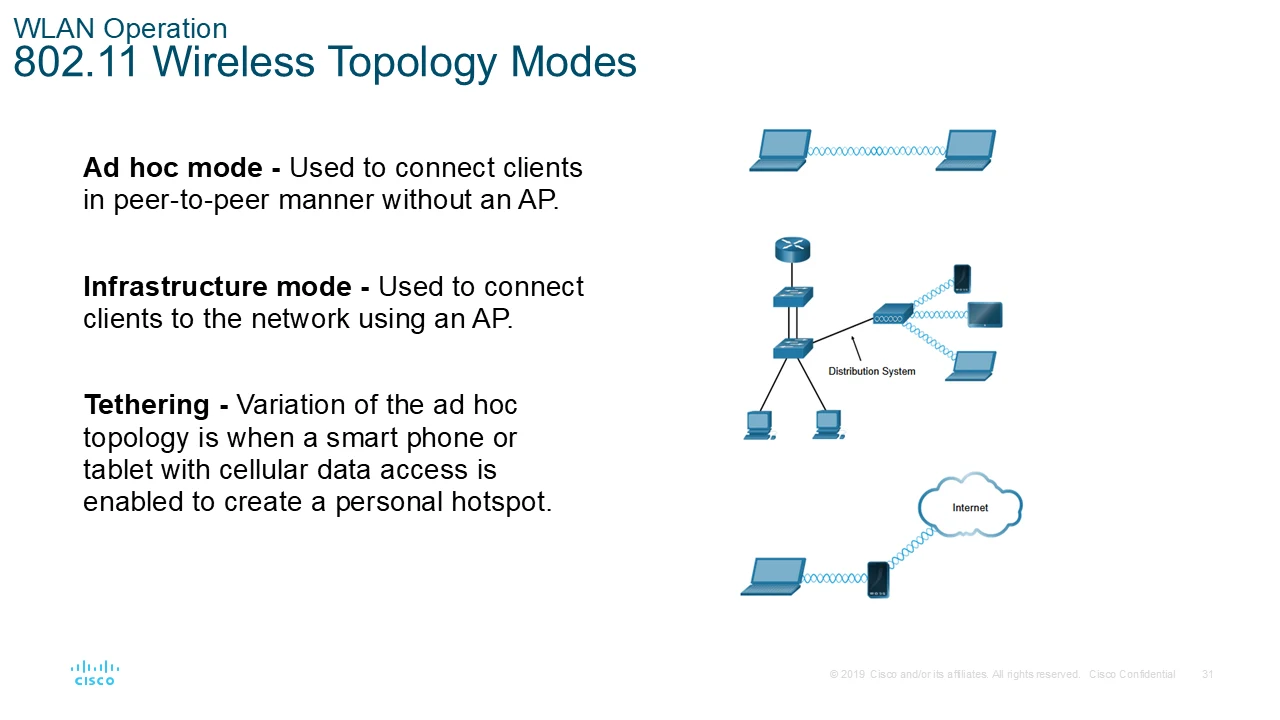 WLAN Operation
802.11 Wireless Topology Modes
Ad hoc mode - Used to connect clients
in peer-to-peer manner without an AP.
Infrastructure mode - Used to connect
clients to the network using an AP.
Tethering - Variation of the ad hoc
topology is when a smart phone or
tablet with cellular data access is
enabled to create a personal hotspot.
Distribution System
Internet
CISCO
© 2019 Cisco and/or its affiliates. All rights reserved. Cisco Confidential 31